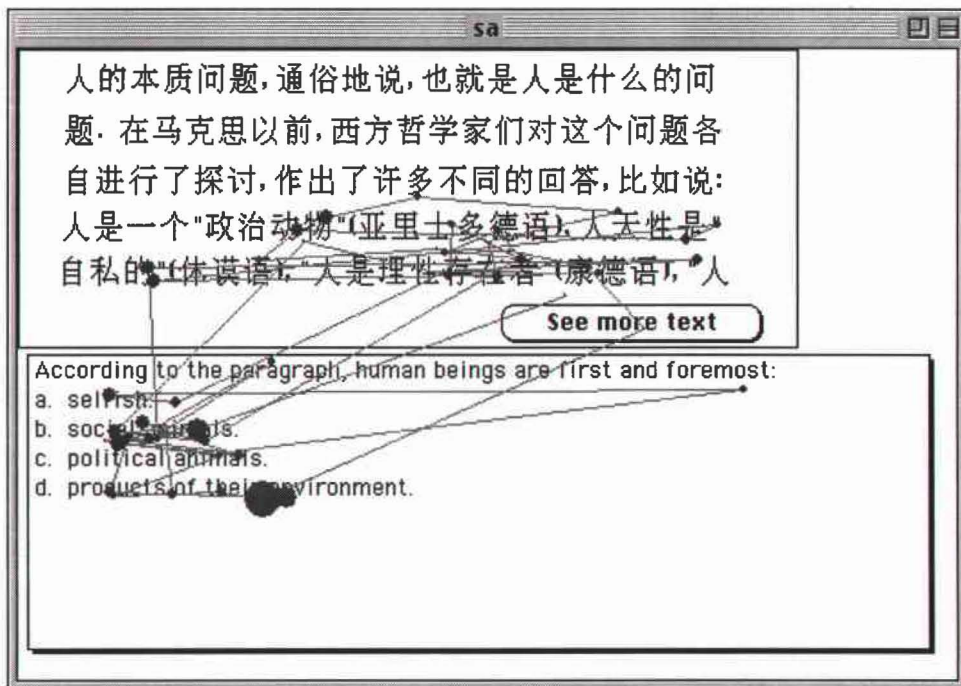 sa
人的本质问题,通俗地说,也就是人是什么的问
题. 在马克思以前,西方哲学家们对这个问题各
自进行了探讨,作出了许多不同的回答,比如说:
人是一个"政治动物"(亚里士多德语),人天性是"
自私的"(休谟语),"人是理性存在者"(康德语),"人
See more text
According to the paragraph, human beings are first and foremost:
a. selfish.
b. social animals.
c. political animals.
d. products of their environment.